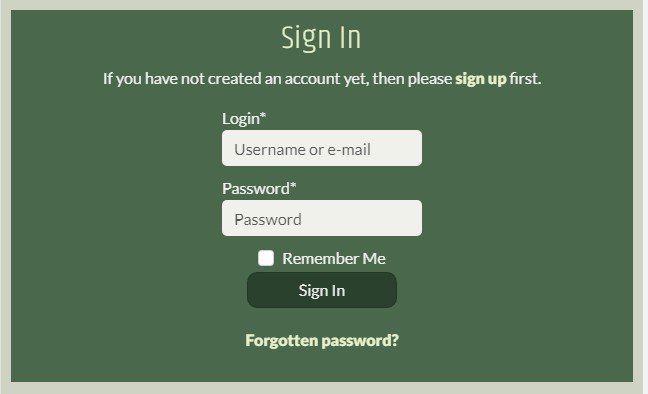 Sign In
If you have not created an account yet, then please sign up first.
Login*
Username or e-mail
Password*
Password
Remember Me
Sign In
Forgotten password?